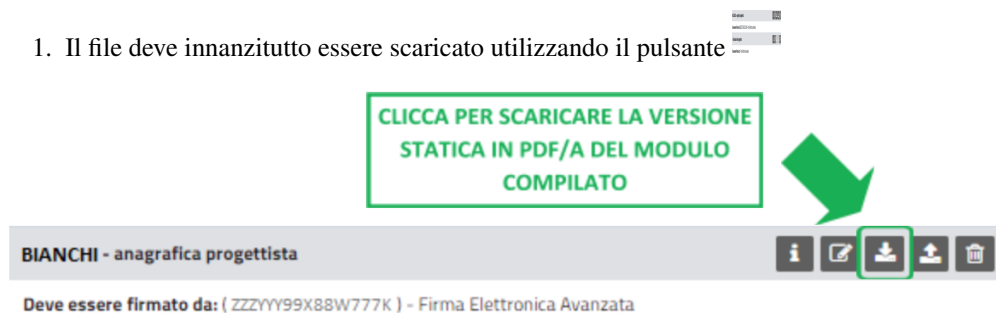 1. Il file deve innanzitutto essere scaricato utilizzando il pulsante
CLICCA PER SCARICARE LA VERSIONE
STATICA IN PDF/A DEL MODULO
COMPILATO
BIANCHI - anagrafica progettista
Deve essere firmato da: ( ZZZYYY99X88W777K ) - Firma Elettronica Avanzata